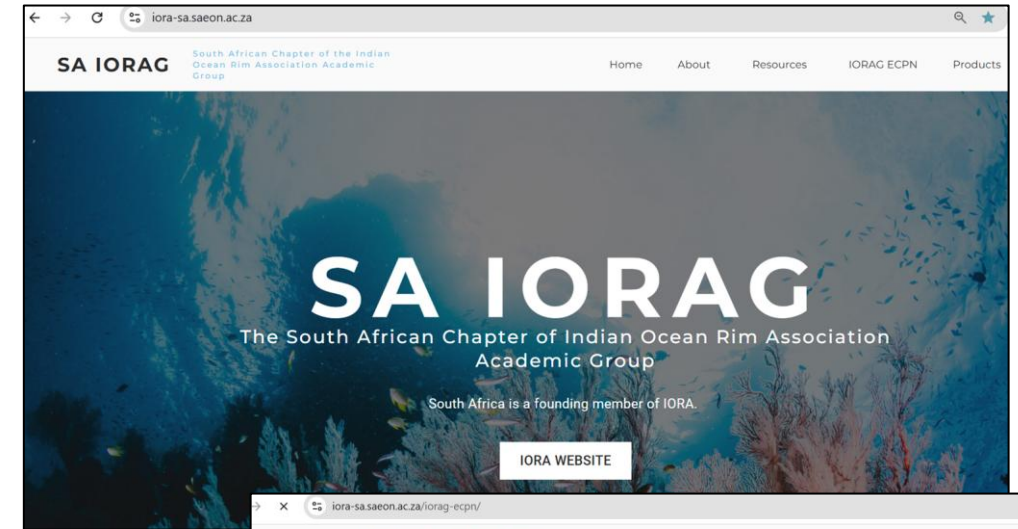 iora-sa.saeon.ac.za
SA IORAG
South African Chapter of the Indian
Ocean Rim Association Academic
Group
Home About Resources IORAG ECPN Products
SA IORAG
The South African Chapter of Indian Ocean Rim Association
Academic Group
South Africa is a founding member of IORA.
IORA WEBSITE
iora-sa.saeon.ac.za/iorag-ecpn/